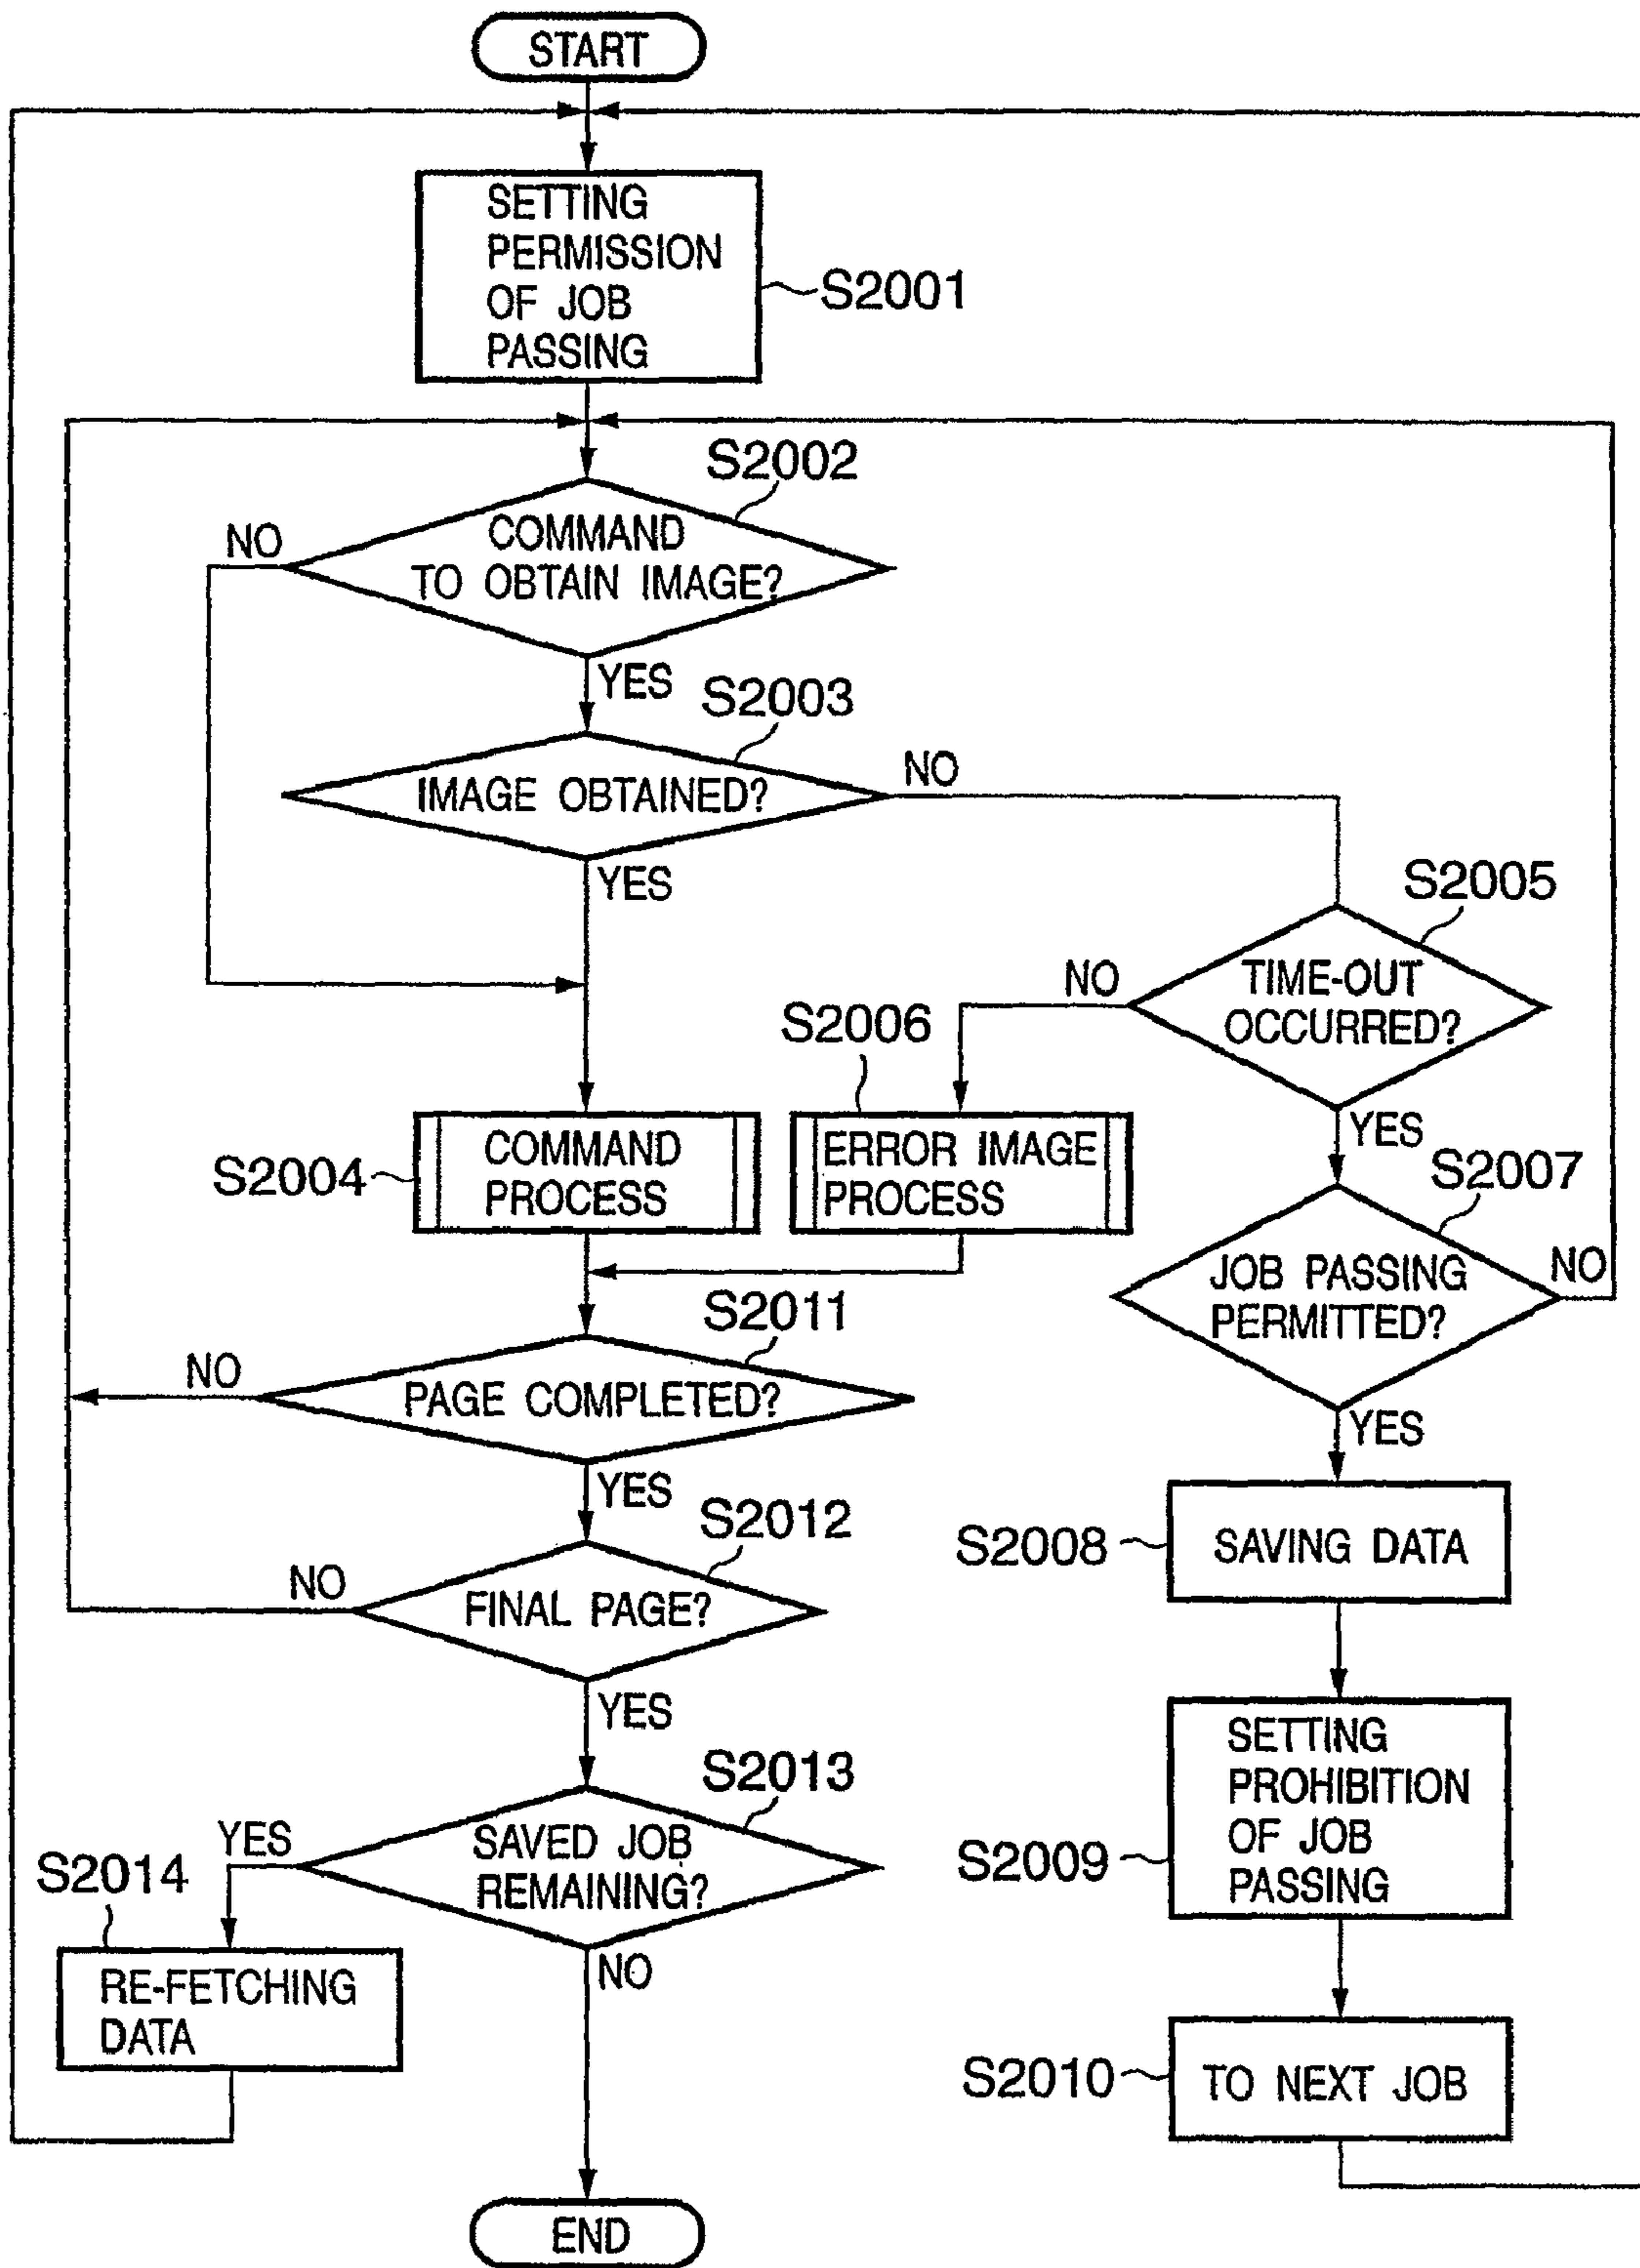 START
SETTING
PERMISSION
OF JOB
PASSING
S2001
S2002
COMMAND
TO OBTAIN IMAGE?
NO
YES
S2003
IMAGE OBTAINED?
NO
YES
S2005
TIME-OUT
OCCURRED?
NO
YES
S2006
ERROR IMAGE
PROCESS
S2004
COMMAND
PROCESS
S2007
JOB PASSING
PERMITTED?
NO
YES
S2011
PAGE COMPLETED?
NO
YES
S2008
SAVING DATA
S2012
FINAL PAGE?
NO
YES
S2009
SETTING
PROHIBITION
OF JOB
PASSING
S2013
SAVED JOB
REMAINING?
YES
NO
S2014
RE-FETCHING
DATA
S2010
TO NEXT JOB
END